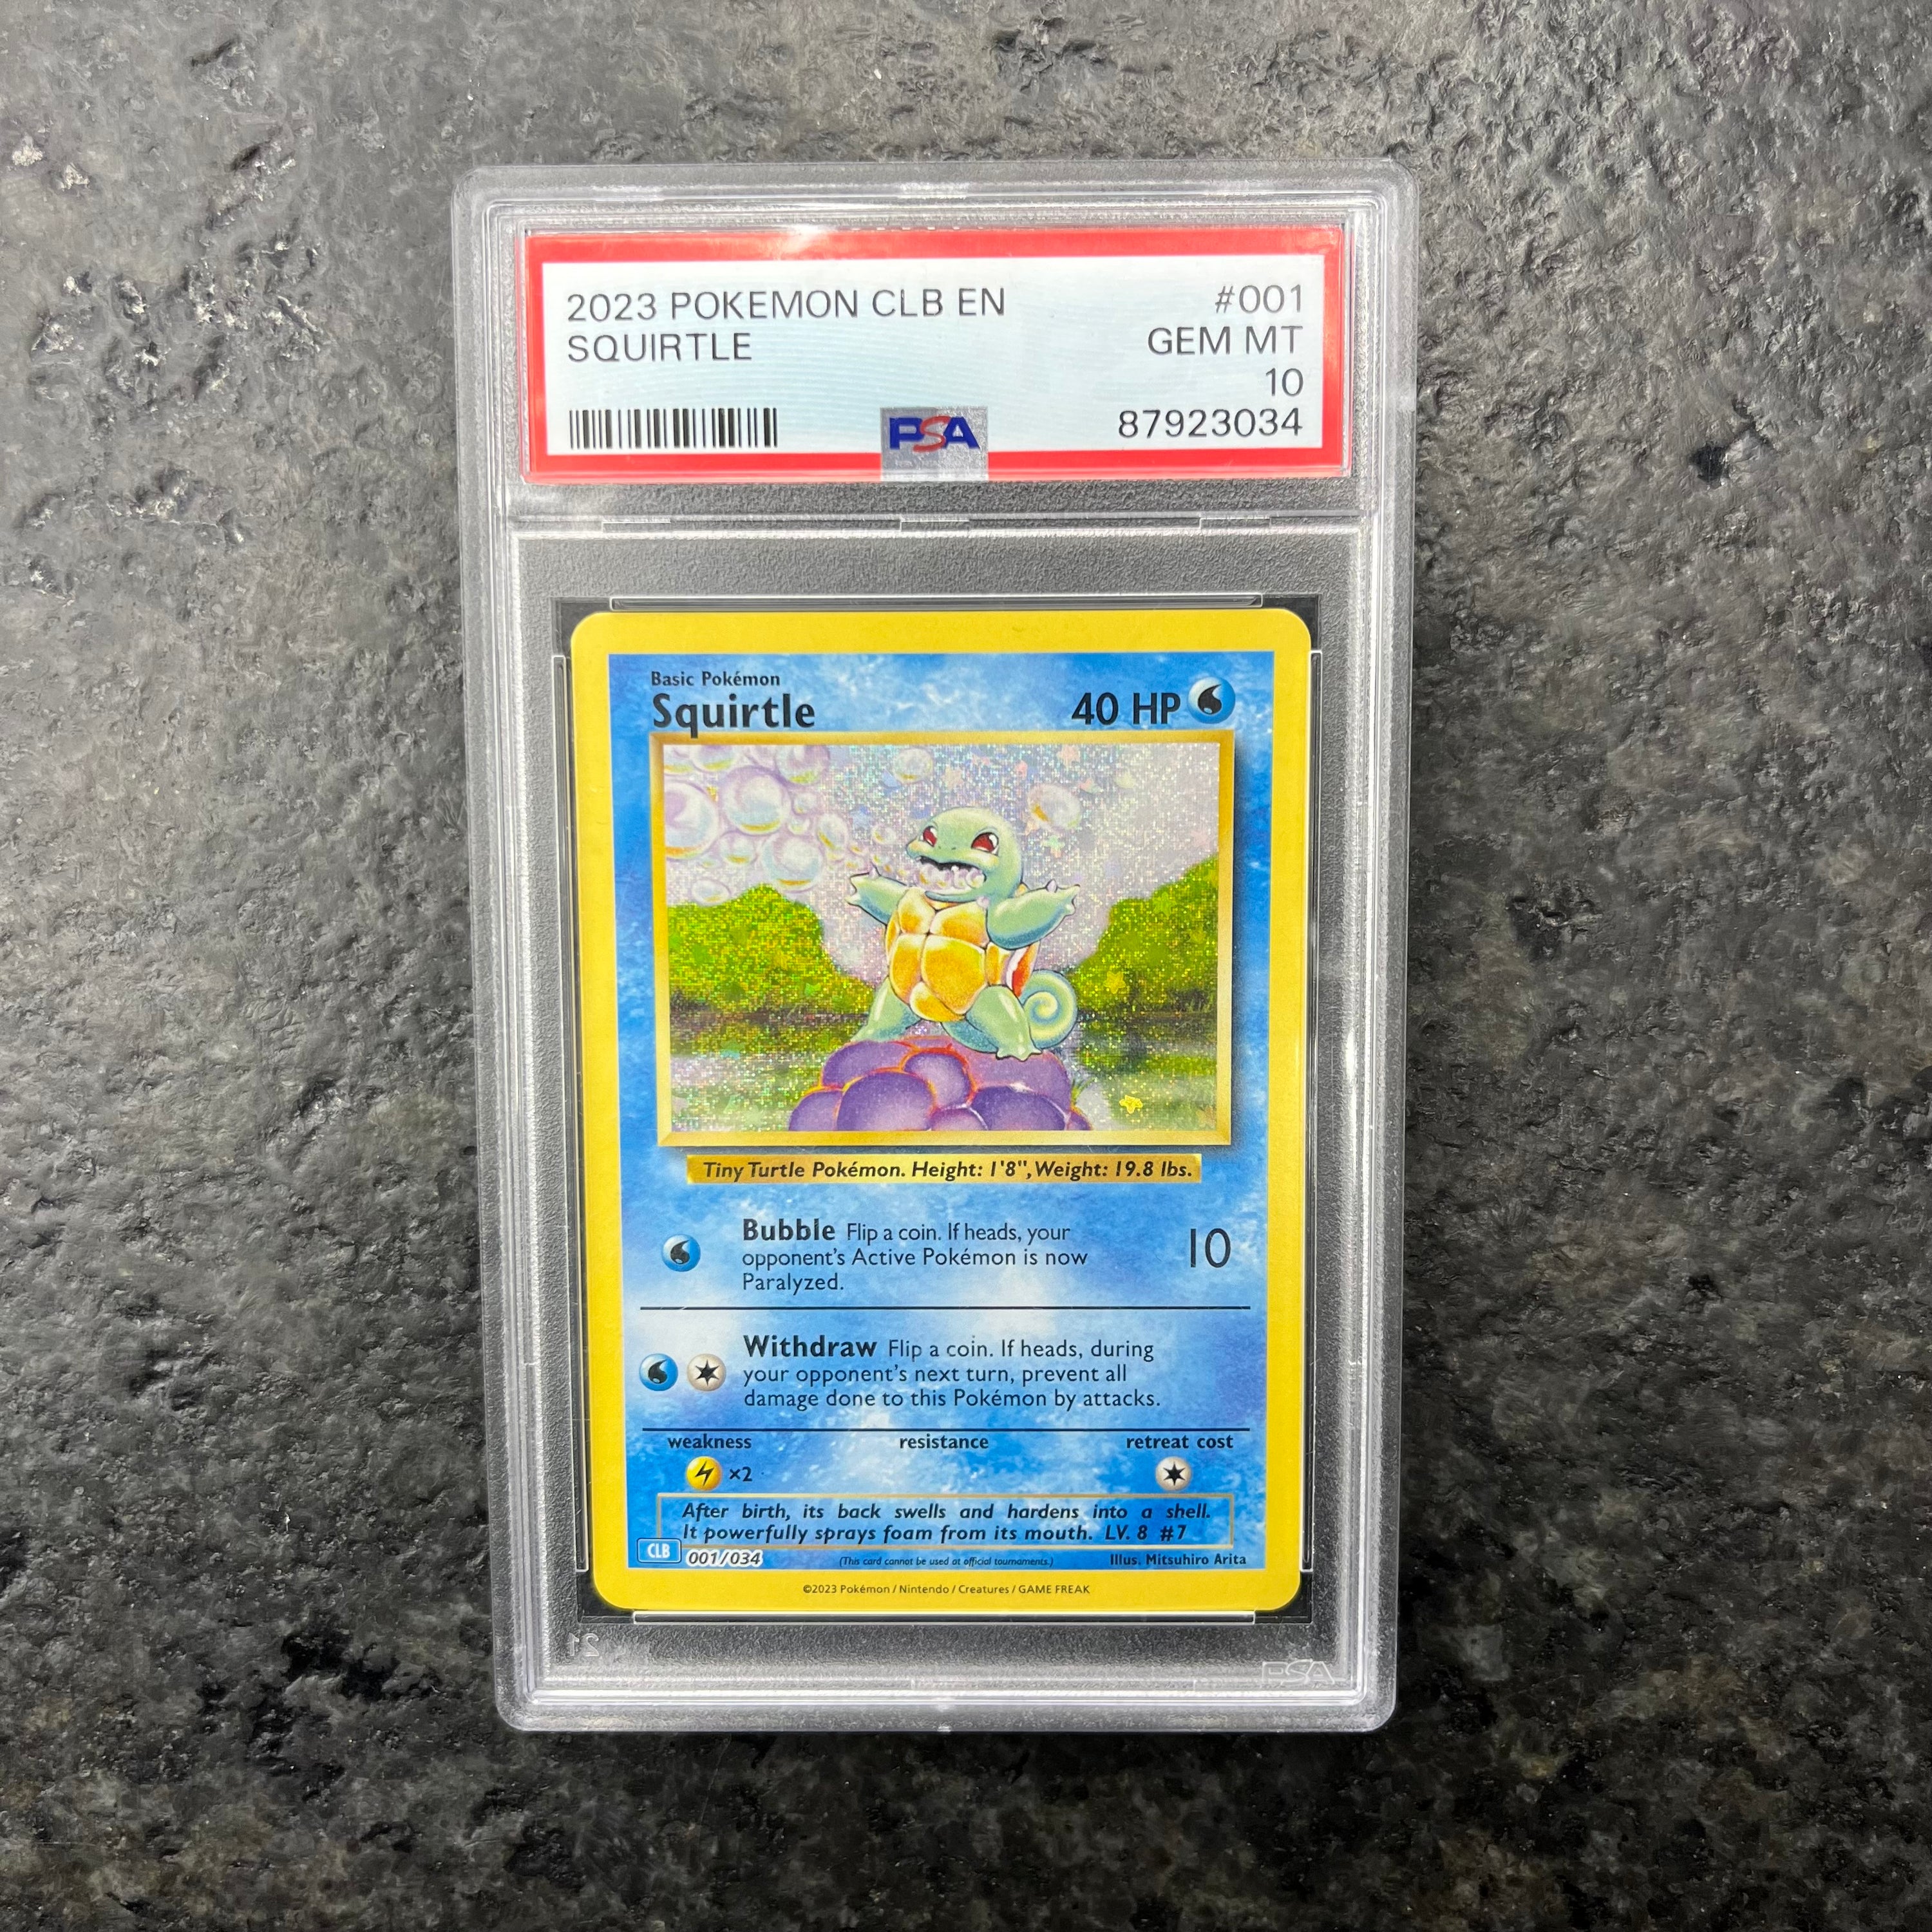 2023 POKEMON CLB EN #001
SQUIRTLE GEM MT
10
PSA 87923034
Basic Pokémon
Squirtle 40 HP
Tiny Turtle Pokémon. Height: 1'8", Weight: 19.8 lbs.
Bubble Flip a coin. If heads, your
opponent's Active Pokémon is now
Paralyzed.
10
Withdraw Flip a coin. If heads, during
your opponent's next turn, prevent all
damage done to this Pokémon by attacks.
weakness resistance retreat cost
×2
After birth, its back swells and hardens into a shell.
It powerfully sprays foam from its mouth. LV. 8 #7
CLB 001/034 (This card cannot be used at official tournaments.) Illus. Mitsuhiro Arita
©2023 Pokémon / Nintendo / Creatures / GAME FREAK
21 PSA